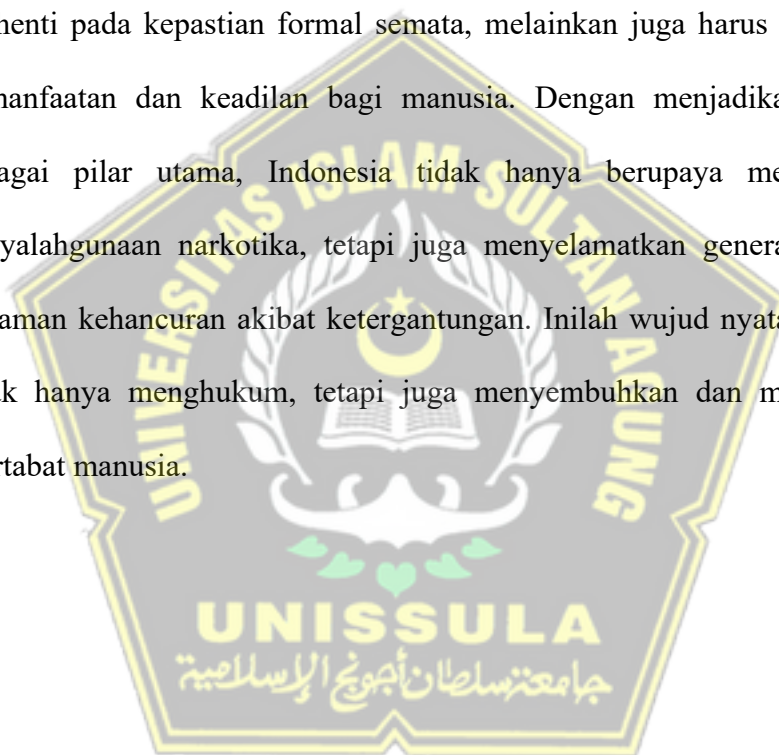 menti pada kepastian formal semata, melainkan juga harus
manfaatan dan keadilan bagi manusia. Dengan menjadika
agai pilar utama, Indonesia tidak hanya berupaya me
yalahgunaan narkotika, tetapi juga menyelamatkan genera
aman kehancuran akibat ketergantungan. Inilah wujud nyata
k hanya menghukum, tetapi juga menyembuhkan dan m
rtabat manusia.
UNIVERSITAS ISLAM SULTAN AGUNG
UNISSULA
جامعة سلطان أجونج الإسلامية